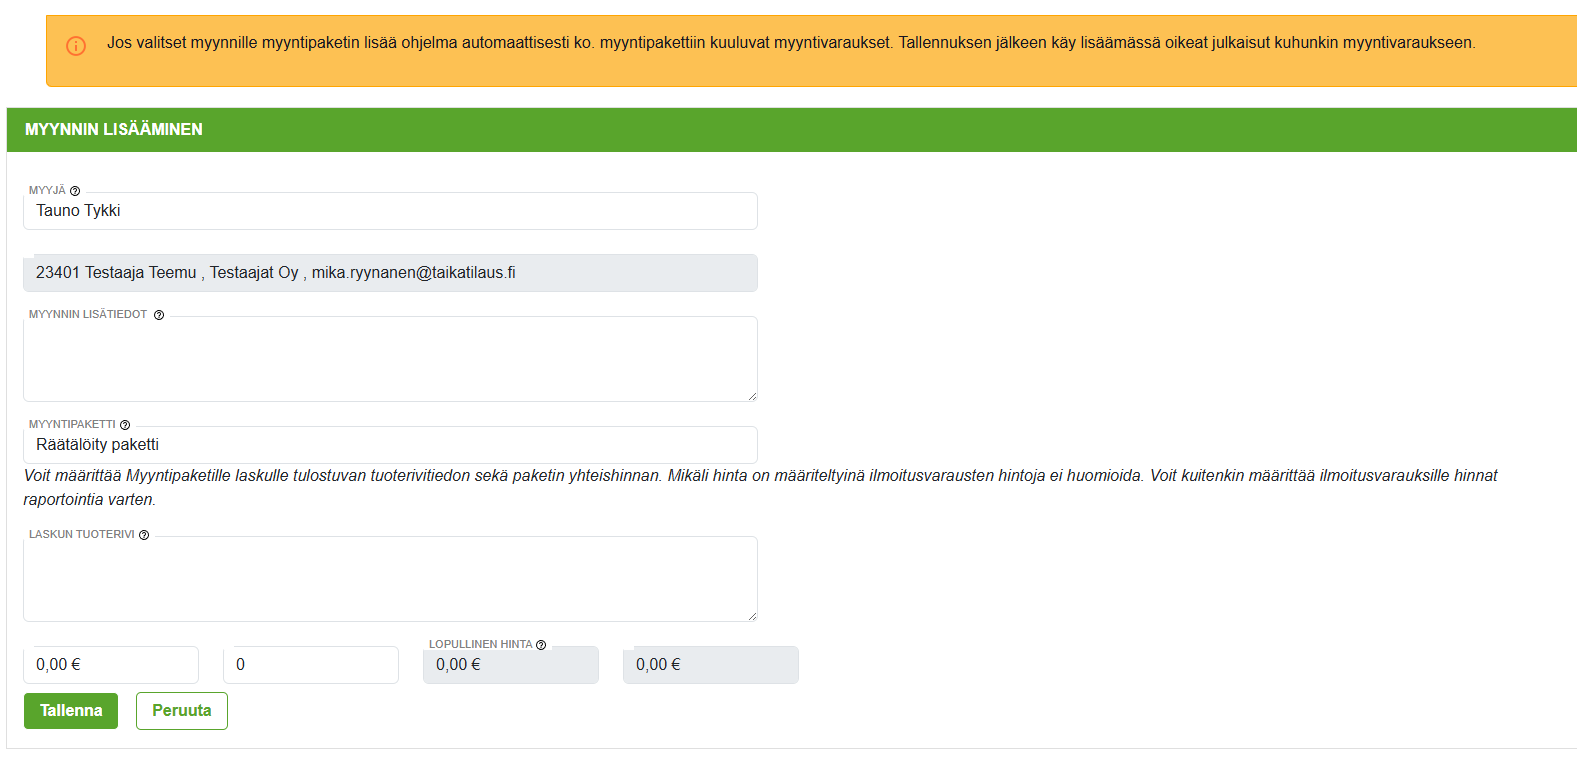 Jos valitset myynnille myyntipaketin lisää ohjelma automaattisesti ko. myyntipakettiin kuuluvat myyntivaraukset. Tallennuksen jälkeen käy lisäämässä oikeat julkaisut kuhunkin myyntivaraukseen.
MYYNNIN LISÄÄMINEN
MYYJÄ
Tauno Tykki
23401 Testaaja Teemu , Testaajat Oy , mika.ryynanen@taikatilaus.fi
MYYNNIN LISÄTIEDOT
MYYNTIPAKETTI
Räätälöity paketti
Voit määrittää Myyntipaketille laskulle tulostuvan tuoterivitiedon sekä paketin yhteishinnan. Mikäli hinta on määriteltyinä ilmoitusvarausten hintoja ei huomioida. Voit kuitenkin määrittää ilmoitusvarauksille hinnat
raportointia varten.
LASKUN TUOTERIVI
LOPULLINEN HINTA
0,00 € 0 0,00 € 0,00 €
Tallenna Peruuta